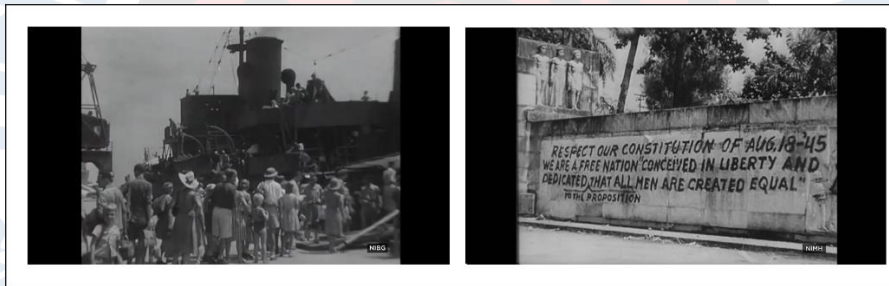 NIBG
RESPECT OUR CONSTITUTION OF AUG.18-'45
WE ARE A FREE NATION "CONCEIVED IN LIBERTY AND
DEDICATED THAT ALL MEN ARE CREATED EQUAL"
TO THE PROPOSITION
NIMH